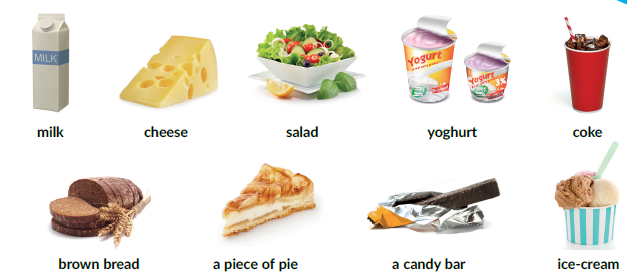 MILK
Yogurt
Yogurt
milk
cheese
salad
yoghurt
coke
brown bread
a piece of pie
a candy bar
ice-cream